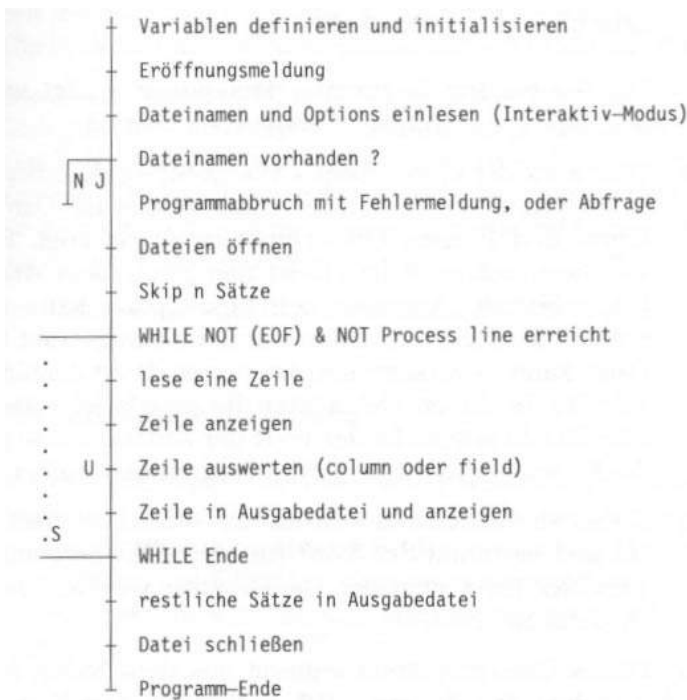 Variablen definieren und initialisieren
Eröffnungsmeldung
Dateinamen und Options einlesen (Interaktiv-Modus)
Dateinamen vorhanden ?
N J
Programmabbruch mit Fehlermeldung, oder Abfrage
Dateien öffnen
Skip n Sätze
WHILE NOT (EOF) & NOT Process line erreicht
lese eine Zeile
Zeile anzeigen
U Zeile auswerten (column oder field)
Zeile in Ausgabedatei und anzeigen
.S
WHILE Ende
restliche Sätze in Ausgabedatei
Datei schließen
Programm-Ende